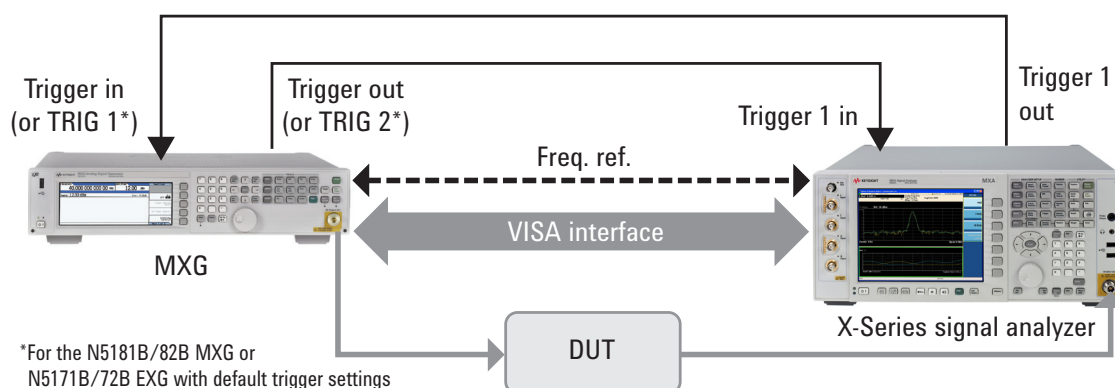 Trigger in
(or TRIG 1*)
Trigger out
(or TRIG 2*)
Trigger 1 in
Trigger 1
out
Freq. ref.
VISA interface
MXG
MXA
X-Series signal analyzer
DUT
*For the N5181B/82B MXG or
N5171B/72B EXG with default trigger settings